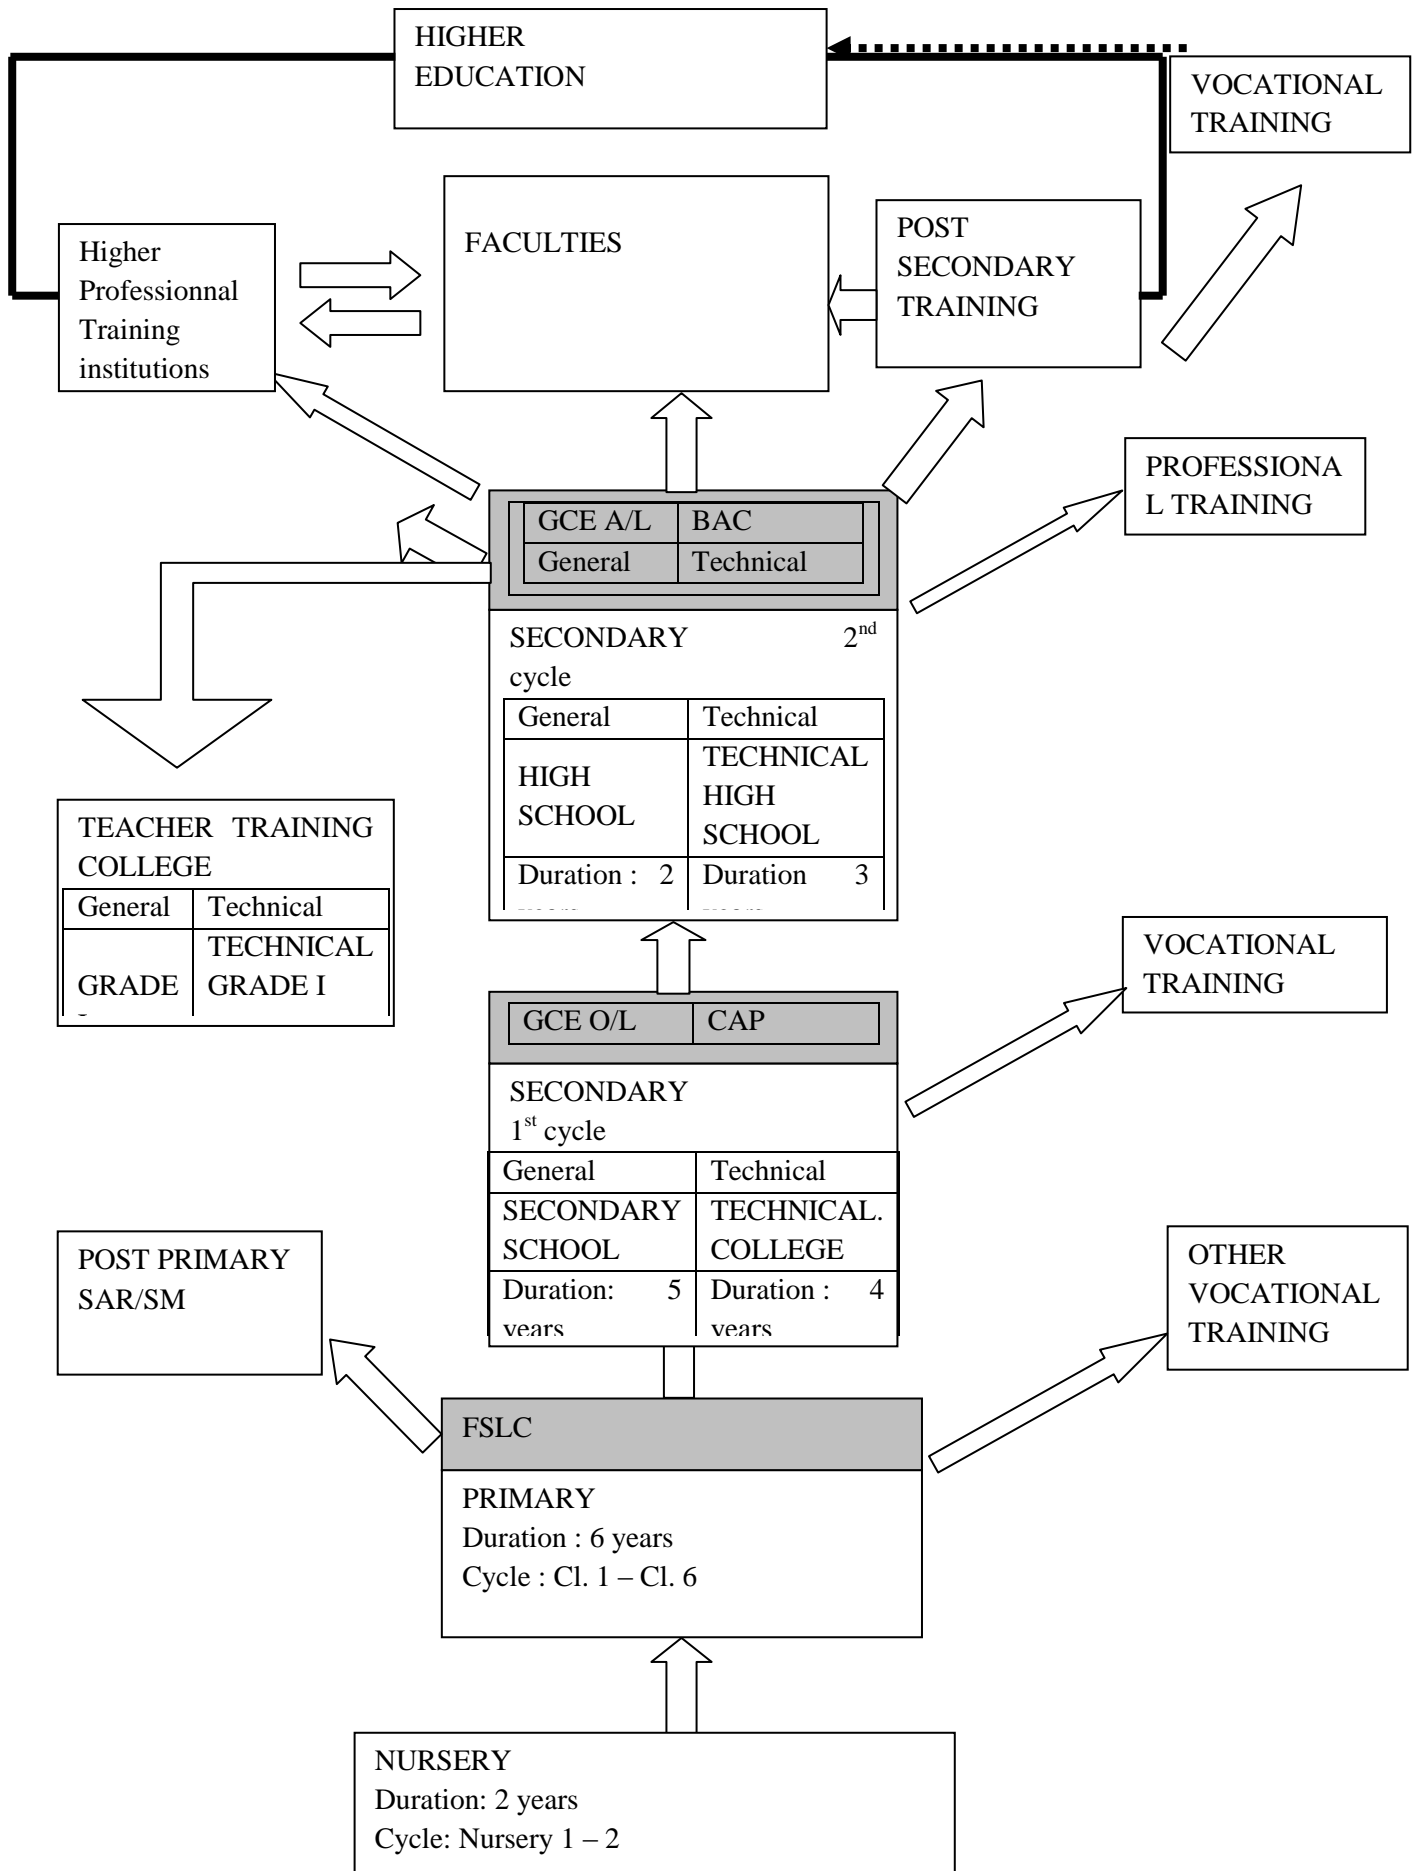 HIGHER
EDUCATION
VOCATIONAL
TRAINING
Higher
Professionnal
Training
institutions
FACULTIES
POST
SECONDARY
TRAINING
PROFESSIONA
L TRAINING
GCE A/L BAC
General Technical
SECONDARY 2nd
cycle
General Technical
HIGH
SCHOOL
TECHNICAL
HIGH
SCHOOL
Duration : 2
years
Duration 3
years
TEACHER TRAINING
COLLEGE
General Technical
GRADE
TECHNICAL
GRADE I
VOCATIONAL
TRAINING
GCE O/L CAP
SECONDARY
1st cycle
General Technical
SECONDARY
SCHOOL
TECHNICAL.
COLLEGE
Duration: 5
years
Duration : 4
years
POST PRIMARY
SAR/SM
OTHER
VOCATIONAL
TRAINING
FSLC
PRIMARY
Duration : 6 years
Cycle : Cl. 1 – Cl. 6
NURSERY
Duration: 2 years
Cycle: Nursery 1 – 2